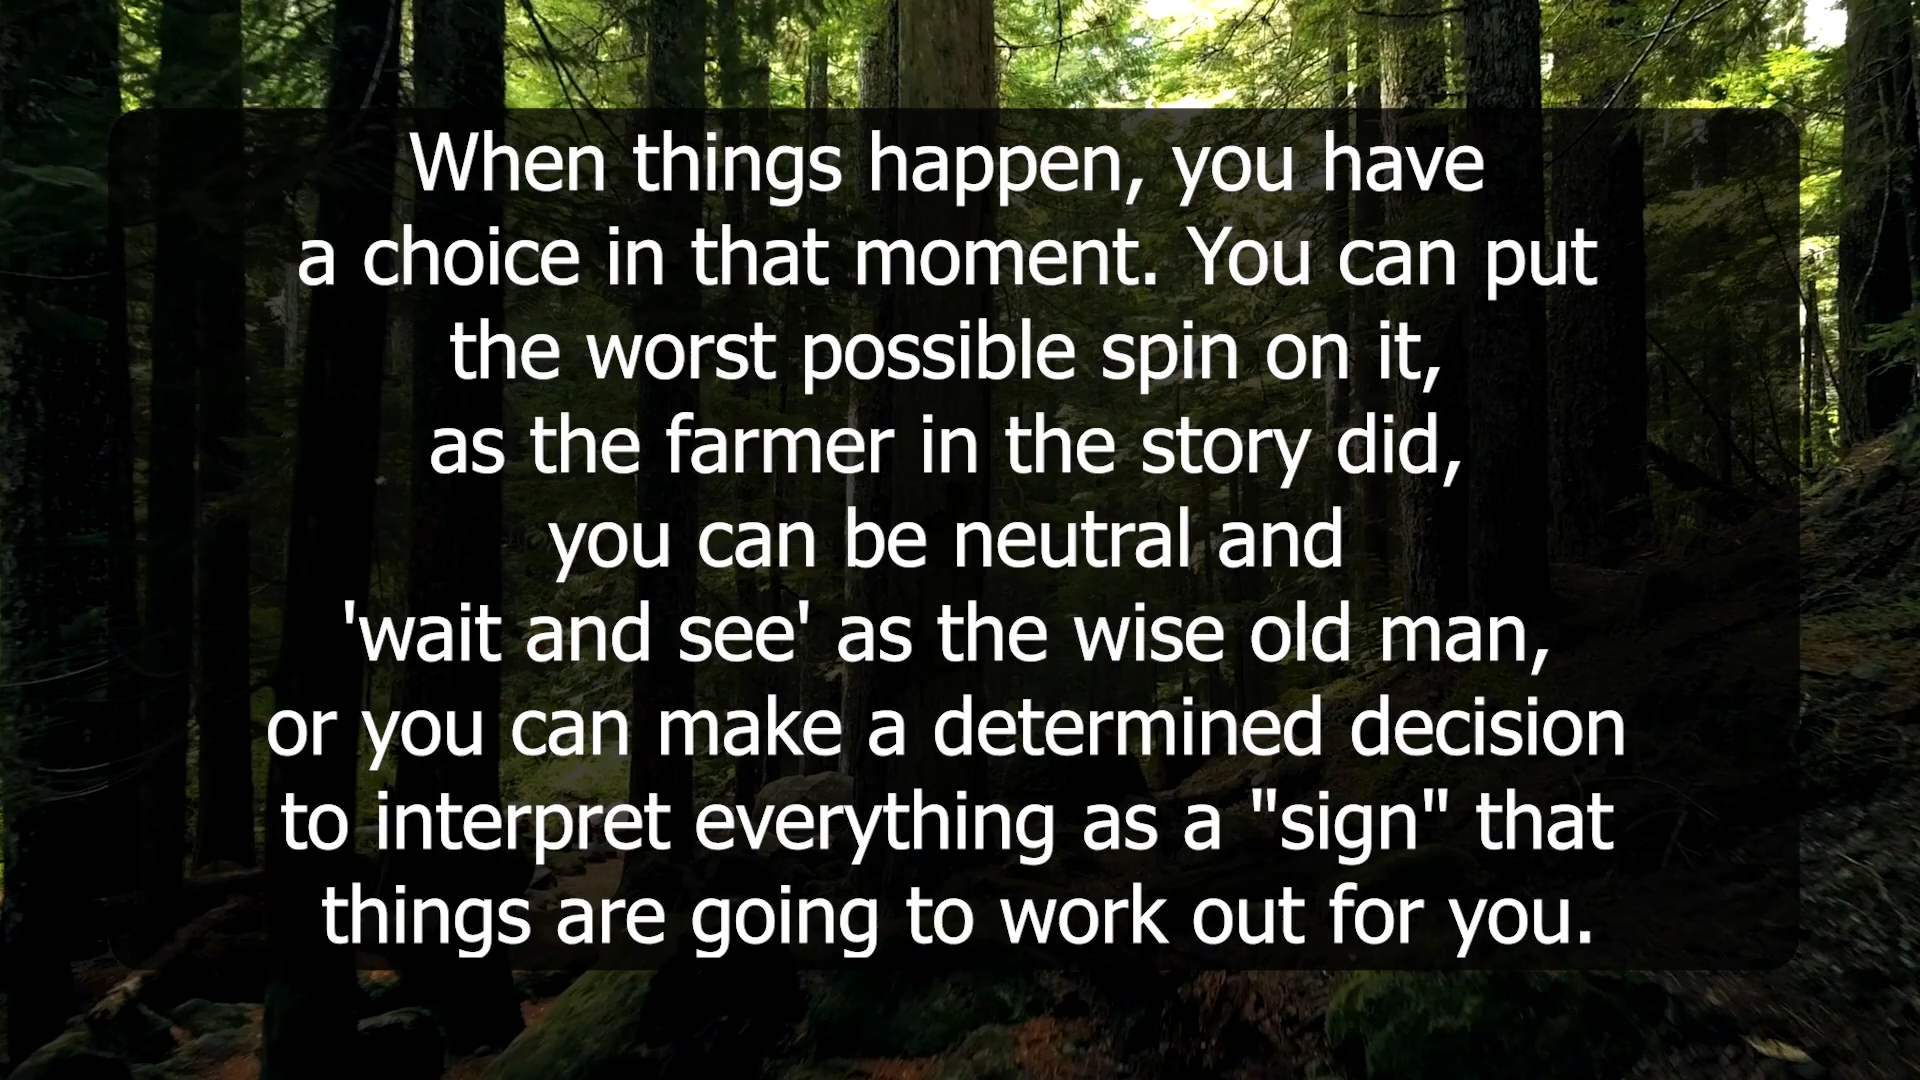 When things happen, you have
a choice in that moment. You can put
the worst possible spin on it,
as the farmer in the story did,
you can be neutral and
'wait and see' as the wise old man,
or you can make a determined decision
to interpret everything as a "sign" that
things are going to work out for you.